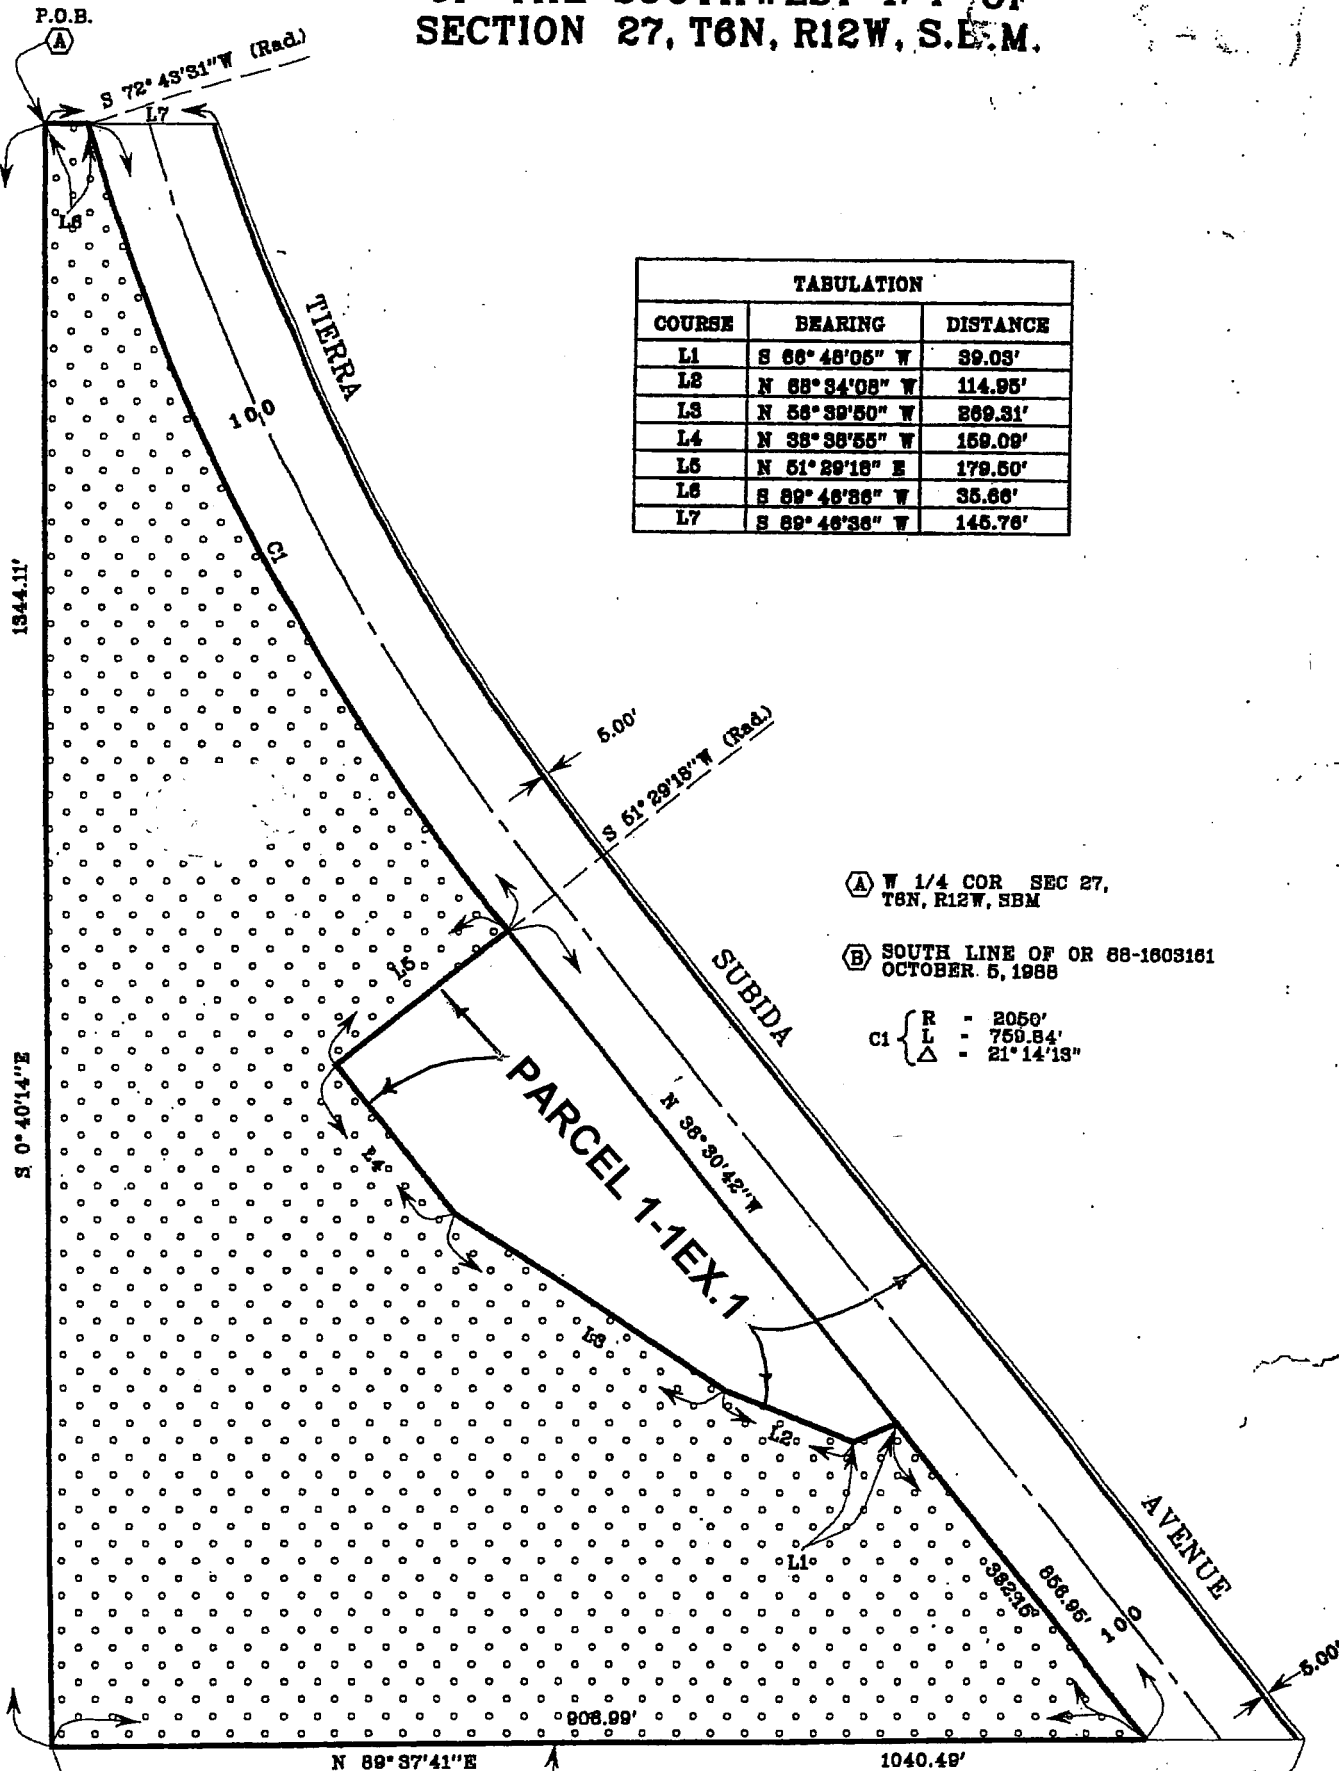 SECTION 27, T6N, R12W, S.B.M.
P.O.B.
A
S 72° 43'31"W (Rad.)
L7
L6
TIERRA
100
C1
1344.11'
TABULATION
COURSE BEARING DISTANCE
L1 S 66° 48'05" W 39.03'
L2 N 68° 34'08" W 114.95'
L3 N 56° 39'50" W 269.31'
L4 N 38° 38'55" W 159.09'
L5 N 51° 29'18" E 179.50'
L6 S 89° 46'36" W 35.66'
L7 S 89° 46'36" W 145.76'
5.00'
S 51° 29'18"W (Rad.)
A W 1/4 COR SEC 27,
T6N, R12W, SBM
B SOUTH LINE OF OR 88-1603161
OCTOBER 5, 1988
C1 R - 2050'
L - 759.84'
Δ - 21° 14'13"
SUBIDA
L5
S 0° 40'14"E
PARCEL 1-1EX.1
N 38° 30'42"W
L4
L3
L2
L1
AVENUE
382.15'
856.95'
100
5.00'
906.99'
N 89° 37'41"E
1040.49'